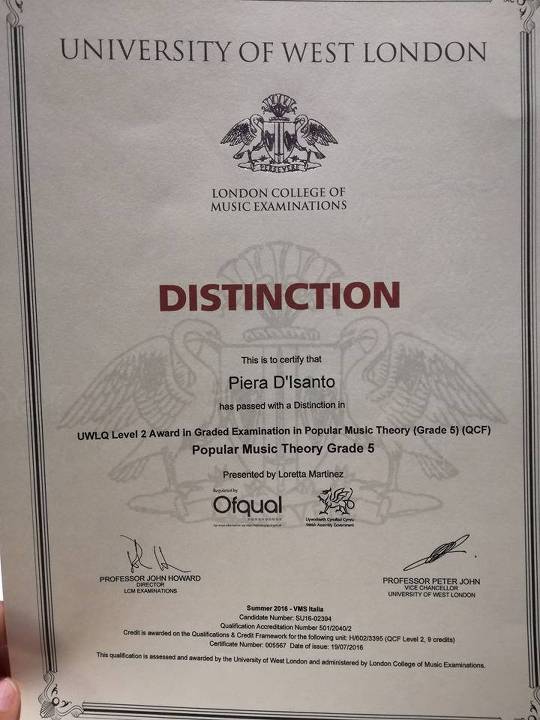 UNIVERSITY OF WEST LONDON
PERSEVERE
LONDON COLLEGE OF
MUSIC EXAMINATIONS
DISTINCTION
This is to certify that
Piera D'Isanto
has passed with a Distinction in
UWLQ Level 2 Award in Graded Examination in Popular Music Theory (Grade 5) (QCF)
Popular Music Theory Grade 5
Presented by Loretta Martinez
Regulated by
Ofqual
Llywodraeth Cynulliad Cymru
Welsh Assembly Government
PROFESSOR JOHN HOWARD
DIRECTOR
LCM EXAMINATIONS
PROFESSOR PETER JOHN
VICE CHANCELLOR
UNIVERSITY OF WEST LONDON
Summer 2016 - VMS Italia
Candidate Number: SU16-02394
Qualification Accreditation Number 501/2040/2
Credit is awarded on the Qualifications & Credit Framework for the following unit: H/602/3395 (QCF Level 2, 9 credits)
Certificate Number: 005567 Date of issue: 19/07/2016
This qualification is assessed and awarded by the University of West London and administered by London College of Music Examinations.